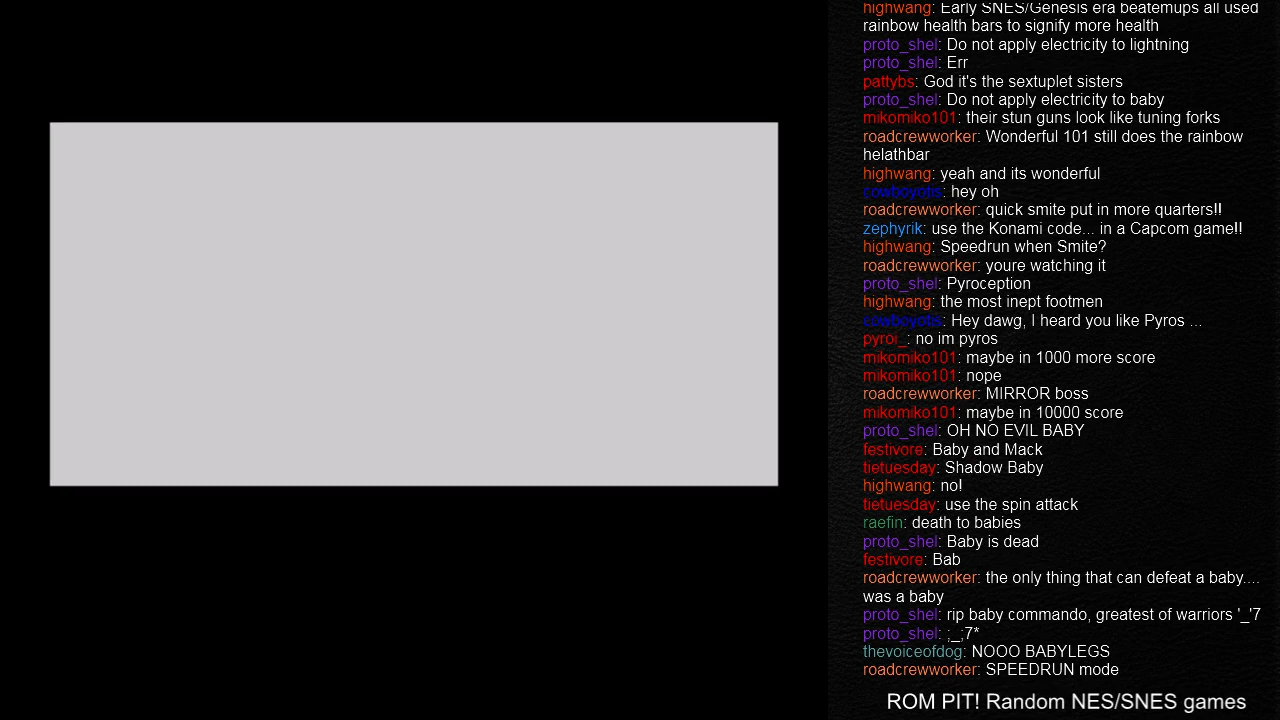 highwang: Early SNES/Genesis era beatemups all used
rainbow health bars to signify more health
proto_shel: Do not apply electricity to lightning
proto_shel: Err
pattybs: God it's the sextuplet sisters
proto_shel: Do not apply electricity to baby
mikomiko101: their stun guns look like tuning forks
roadcrewworker: Wonderful 101 still does the rainbow
helathbar
highwang: yeah and its wonderful
cowboyotis: hey oh
roadcrewworker: quick smite put in more quarters!!
zephyrik: use the Konami code... in a Capcom game!!
highwang: Speedrun when Smite?
roadcrewworker: youre watching it
proto_shel: Pyroception
highwang: the most inept footmen
cowboyotis: Hey dawg, I heard you like Pyros ...
pyroi_: no im pyros
mikomiko101: maybe in 1000 more score
mikomiko101: nope
roadcrewworker: MIRROR boss
mikomiko101: maybe in 10000 score
proto_shel: OH NO EVIL BABY
festivore: Baby and Mack
tietuesday: Shadow Baby
highwang: no!
tietuesday: use the spin attack
raefin: death to babies
proto_shel: Baby is dead
festivore: Bab
roadcrewworker: the only thing that can defeat a baby....
was a baby
proto_shel: rip baby commando, greatest of warriors '_'7
proto_shel: ;_;7*
thevoiceofdog: NOOO BABYLEGS
roadcrewworker: SPEEDRUN mode
ROM PIT! Random NES/SNES games